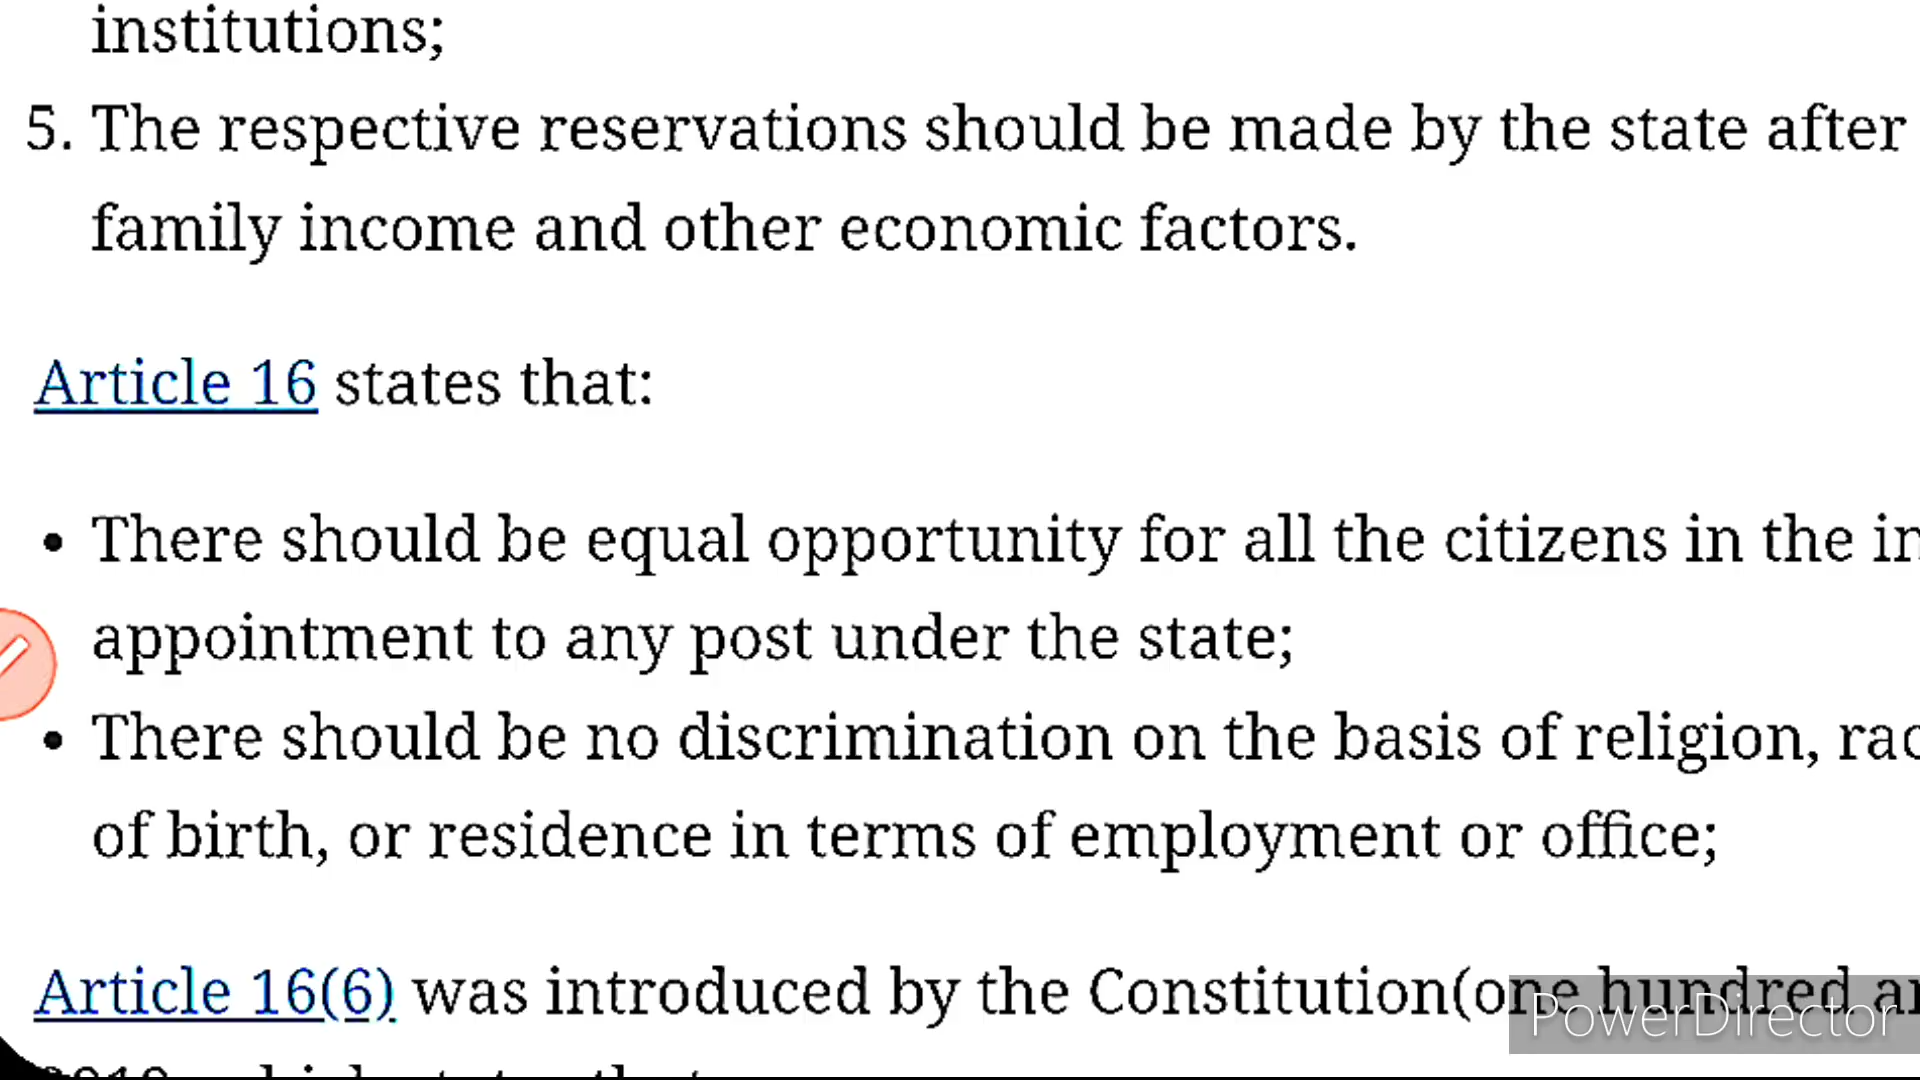 institutions;
5. The respective reservations should be made by the state after
family income and other economic factors.
Article 16 states that:
• There should be equal opportunity for all the citizens in the
appointment to any post under the state;
• There should be no discrimination on the basis of religion,
of birth, or residence in terms of employment or office;
Article 16(6) was introduced by the Constitution(one hundred
PowerDirector